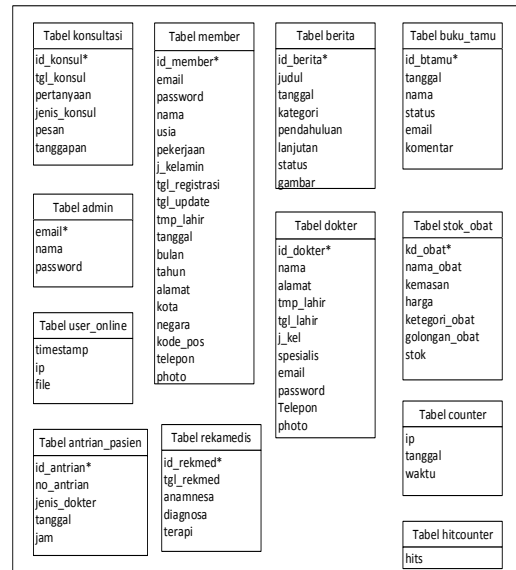 Tabel konsultasi
id_konsul*
tgl_konsul
pertanyaan
jenis_konsul
pesan
tanggapan
Tabel admin
email*
nama
password
Tabel user_online
timestamp
ip
file
Tabel antrian_pasien
id_antrian*
no_antrian
jenis_dokter
tanggal
jam
Tabel member
id_member*
email
password
nama
usia
pekerjaan
j_kelamin
tgl_registrasi
tgl_update
tmp_lahir
tanggal
bulan
tahun
alamat
kota
negara
kode_pos
telepon
photo
Tabel rekamedis
id_rekmed*
tgl_rekmed
anamnesa
diagnosa
terapi
Tabel berita
id_berita*
judul
tanggal
kategori
pendahuluan
lanjutan
status
gambar
Tabel dokter
id_dokter*
nama
alamat
tmp_lahir
tgl_lahir
j_kel
spesialis
email
password
Telepon
photo
Tabel buku_tamu
id_btamu*
tanggal
nama
status
email
komentar
Tabel stok_obat
kd_obat*
nama_obat
kemasan
harga
ketegori_obat
golongan_obat
stok
Tabel counter
ip
tanggal
waktu
Tabel hitcounter
hits